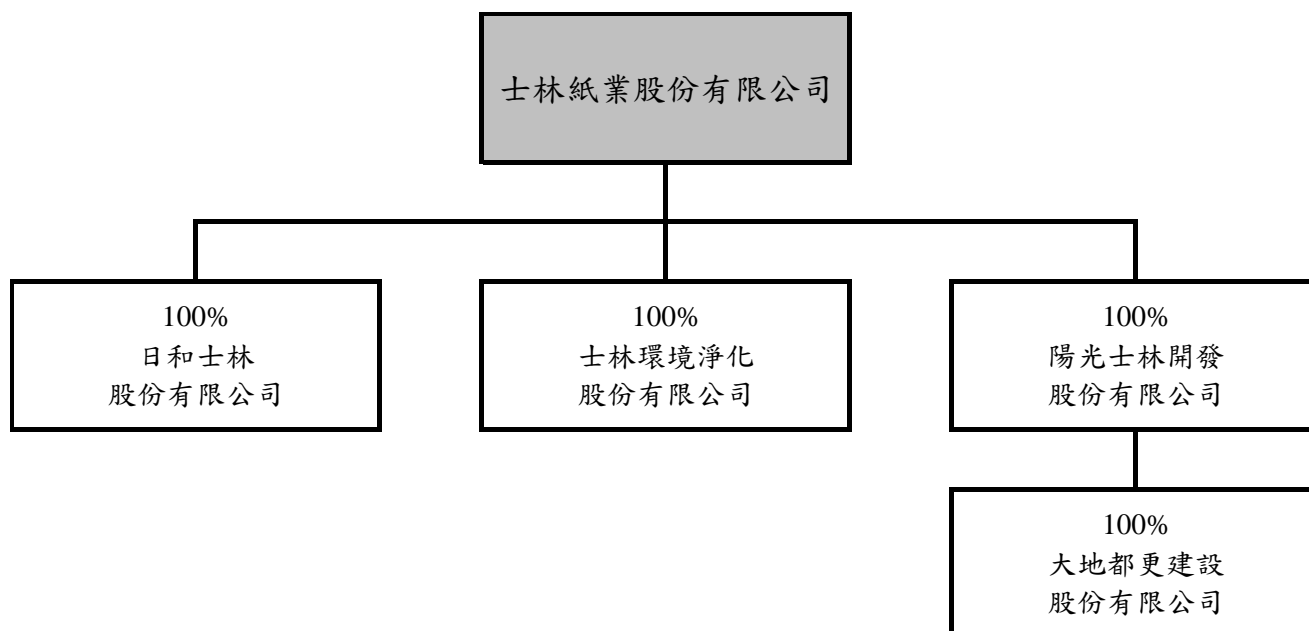 士林紙業股份有限公司
100%
日和士林
股份有限公司
100%
士林環境淨化
股份有限公司
100%
陽光士林開發
股份有限公司
100%
大地都更建設
股份有限公司